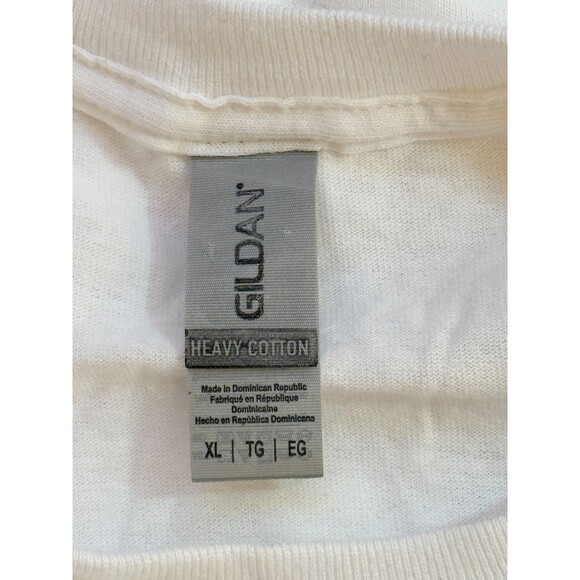 GILDAN®
HEAVY COTTON
Made in Dominican Republic
Fabriqué en République
Dominicaine
Hecho en República Dominicana
XL | TG | EG